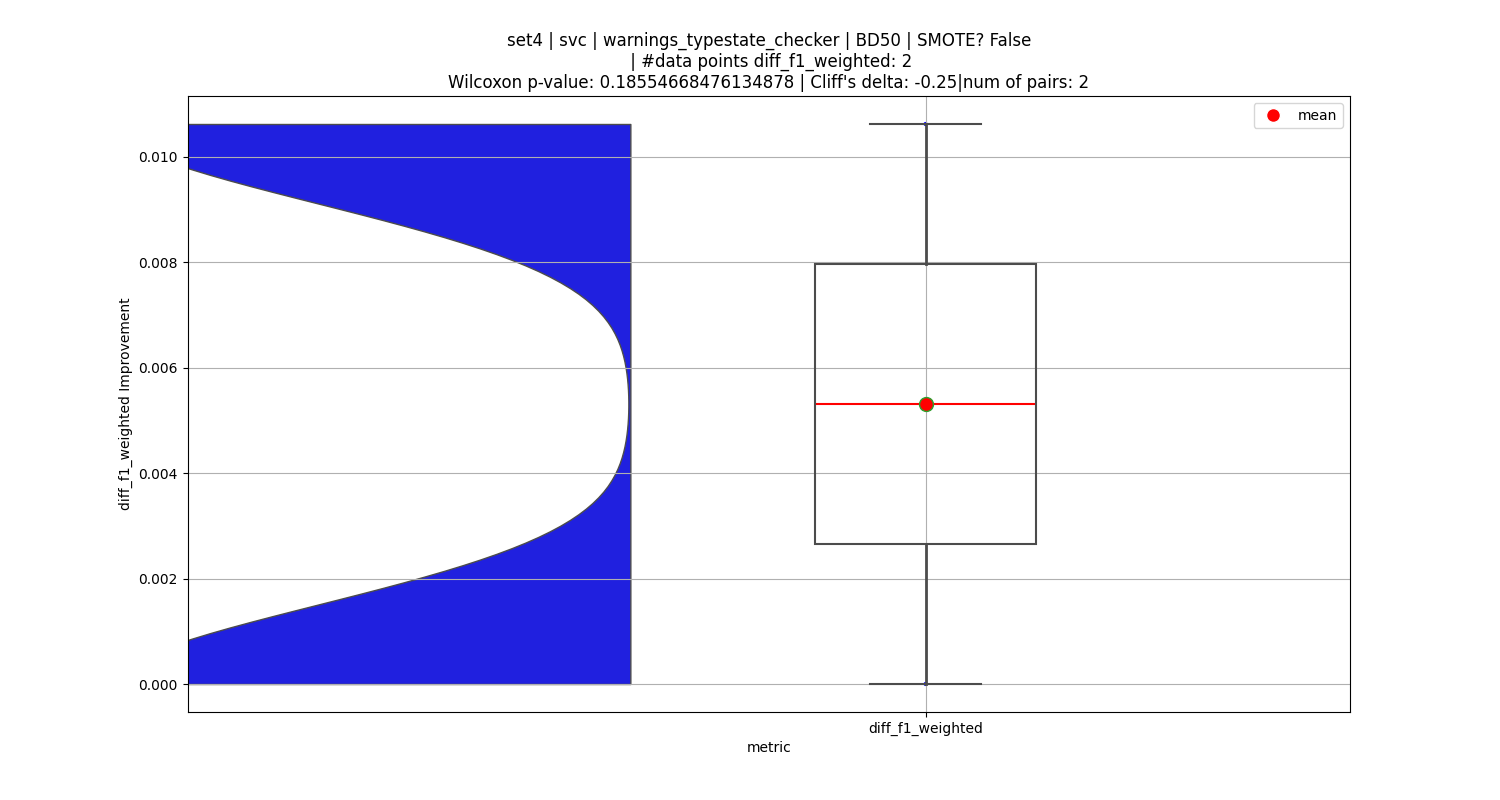 set4 | svc | warnings_typestate_checker | BD50 | SMOTE? False
| #data points diff_f1_weighted: 2
Wilcoxon p-value: 0.18554668476134878 | Cliff's delta: -0.25|num of pairs: 2
mean
0.010
0.008
0.006
0.004
0.002
0.000
diff_f1_weighted Improvement
diff_f1_weighted
metric